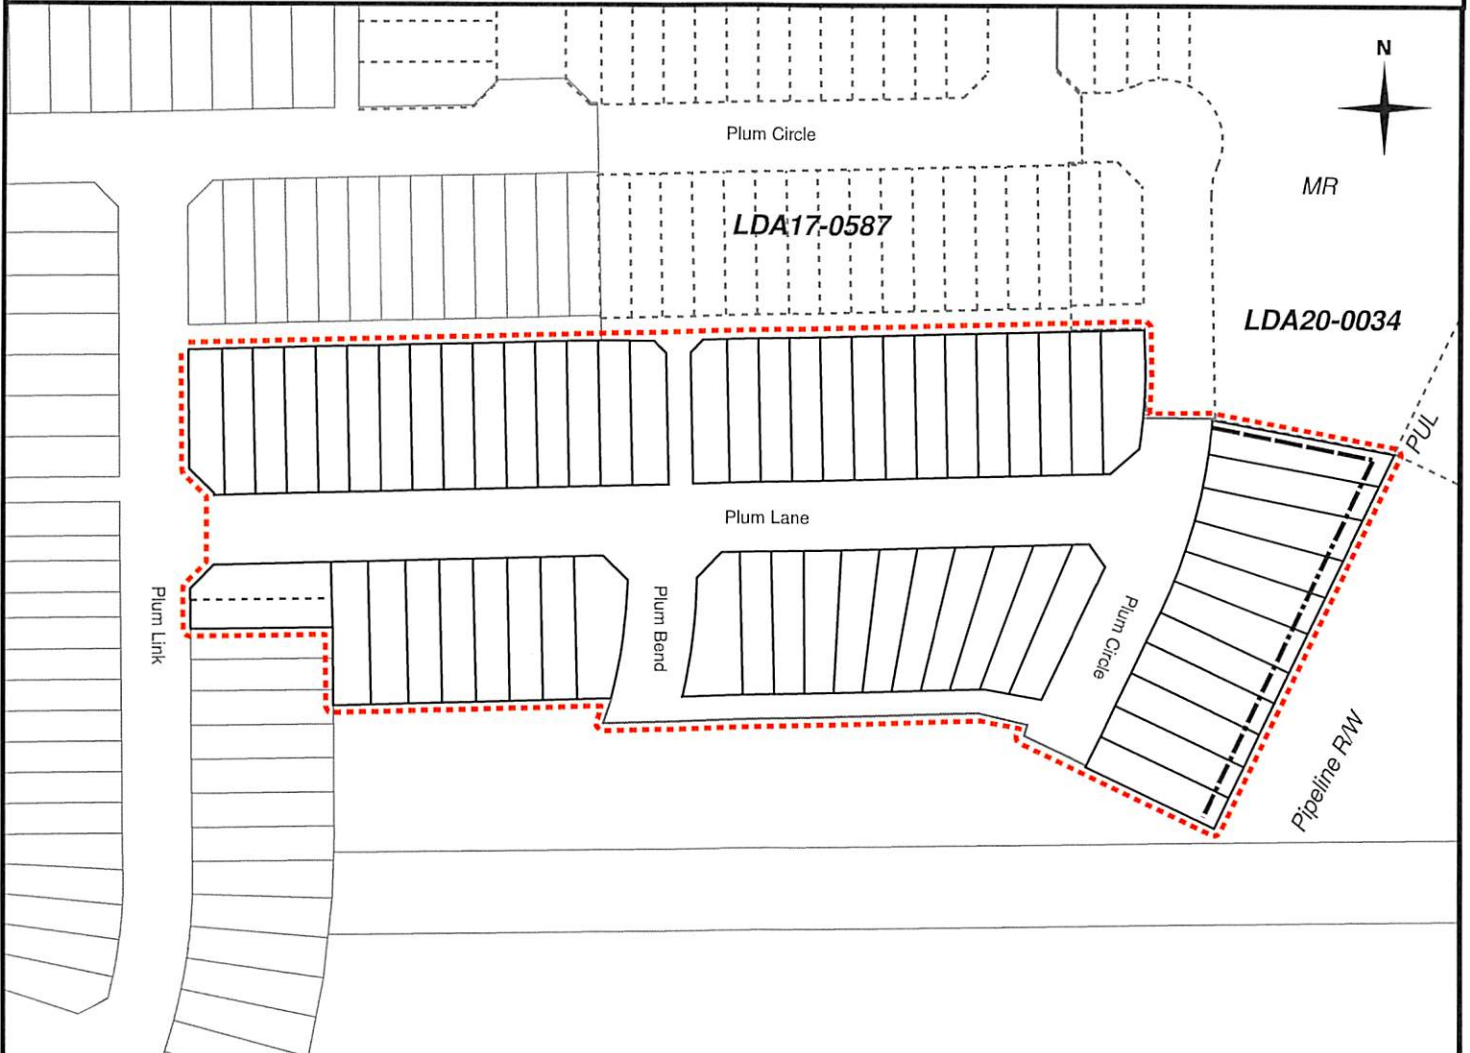 N
Plum Circle
MR
LDA17-0587
LDA20-0034
PUL
Plum Lane
Plum Link
Plum Bend
Plum Circle
Pipeline R/W